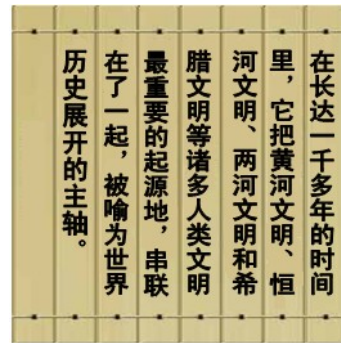 在长达一千多年的时间
里，它把黄河文明、恒
河文明、两河文明和希
腊文明等诸多人类文明
最重要的起源地，串联
在了一起，被喻为世界
历史展开的主轴。